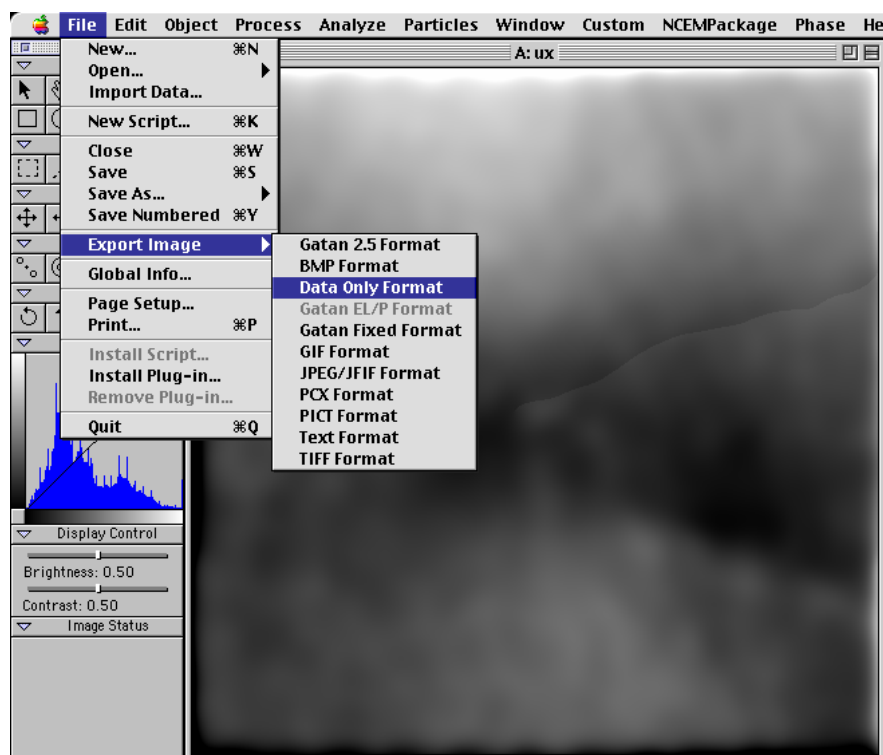 File Edit Object Process Analyze Particles Window Custom NCEMPackage Phase He
A: ux
New... ⌘N
Open...
Import Data...
New Script... ⌘K
Close ⌘W
Save ⌘S
Save As...
Save Numbered ⌘Y
Export Image
Global Info...
Page Setup...
Print... ⌘P
Install Script...
Install Plug-in...
Remove Plug-in...
Quit ⌘Q
Gatan 2.5 Format
BMP Format
Data Only Format
Gatan EL/P Format
Gatan Fixed Format
GIF Format
JPEG/JFIF Format
PCX Format
PICT Format
Text Format
TIFF Format
Display Control
Brightness: 0.50
Contrast: 0.50
Image Status